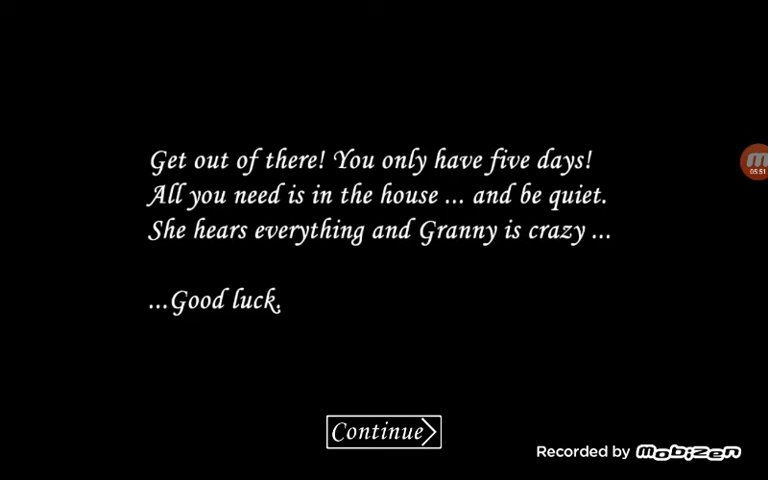 Get out of there! You only have five days!
All you need is in the house ... and be quiet.
She hears everything and Granny is crazy ...
...Good luck.
Continue
Recorded by mobizen
m
05:51